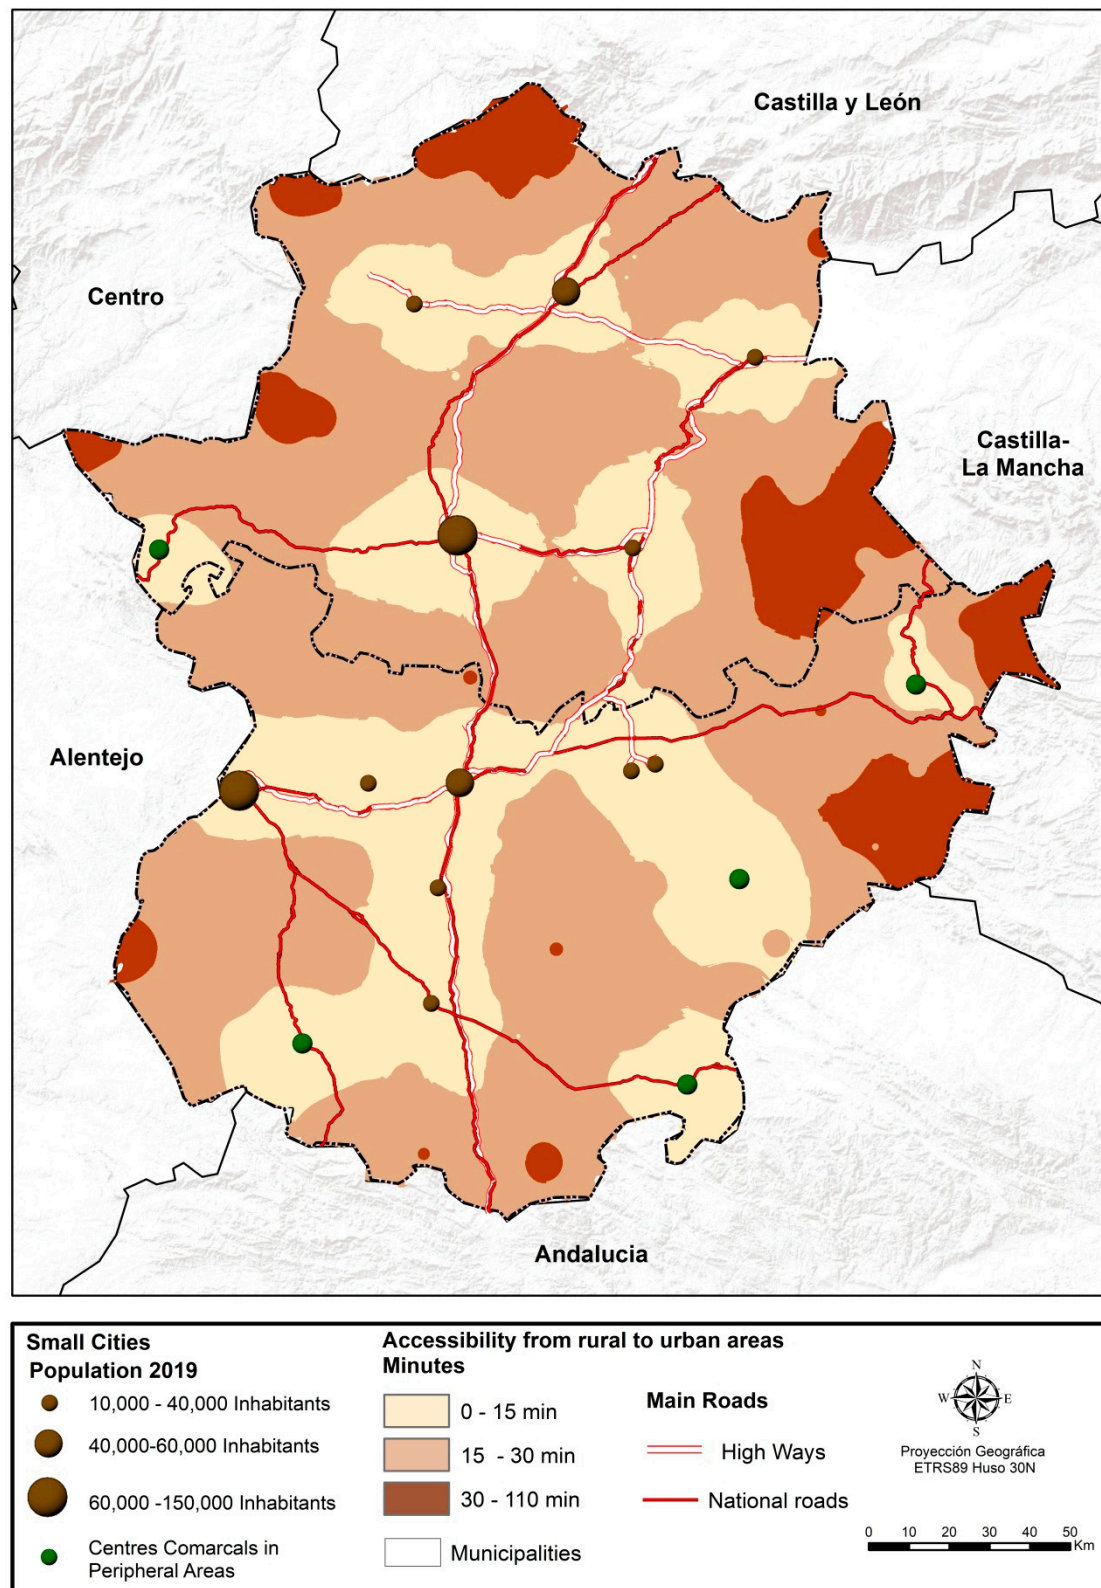 Castilla y León
Centro
Castilla-
La Mancha
Alentejo
Andalucia
Small Cities
Population 2019
10,000 - 40,000 Inhabitants
40,000-60,000 Inhabitants
60,000 -150,000 Inhabitants
Centres Comarcals in
Peripheral Areas
Accessibility from rural to urban areas
Minutes
0 - 15 min
15 - 30 min
30 - 110 min
Municipalities
Main Roads
High Ways
National roads
N
W
E
S
Proyección Geográfica
ETRS89 Huso 30N
0 10 20 30 40 50
Km